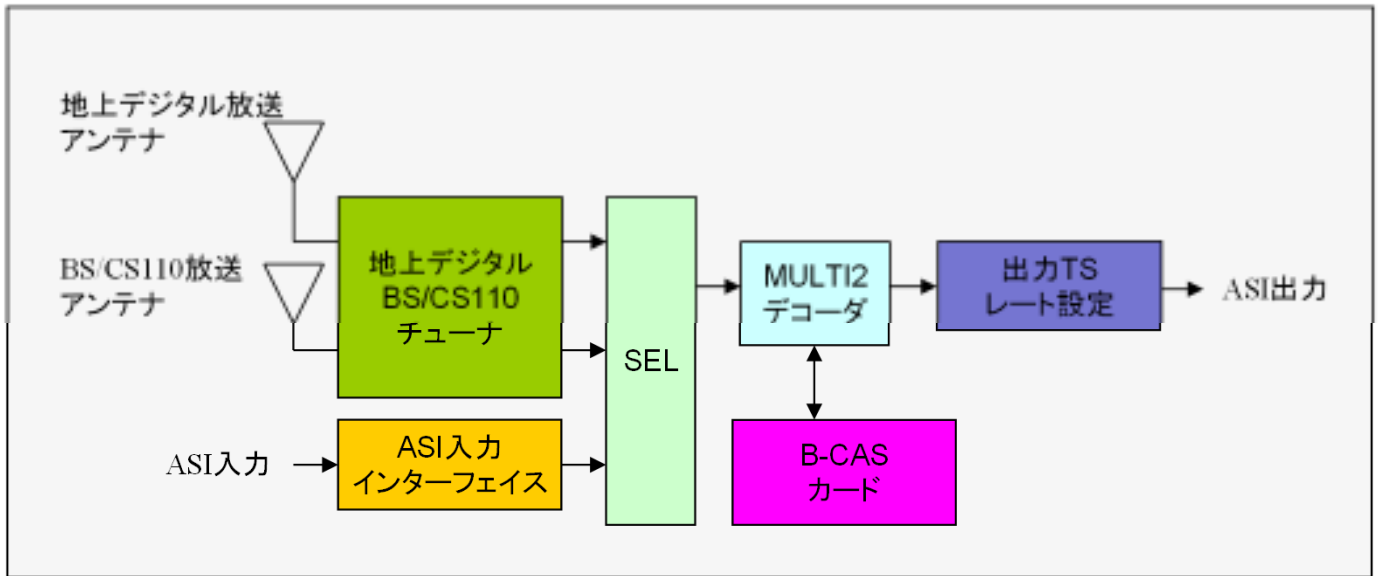 地上デジタル放送
アンテナ
BS/CS110放送
アンテナ
地上デジタル
BS/CS110
チューナ
ASI入力
ASI入力
インターフェイス
SEL
MULTI2
デコーダ
B-CAS
カード
出力TS
レート設定
ASI出力